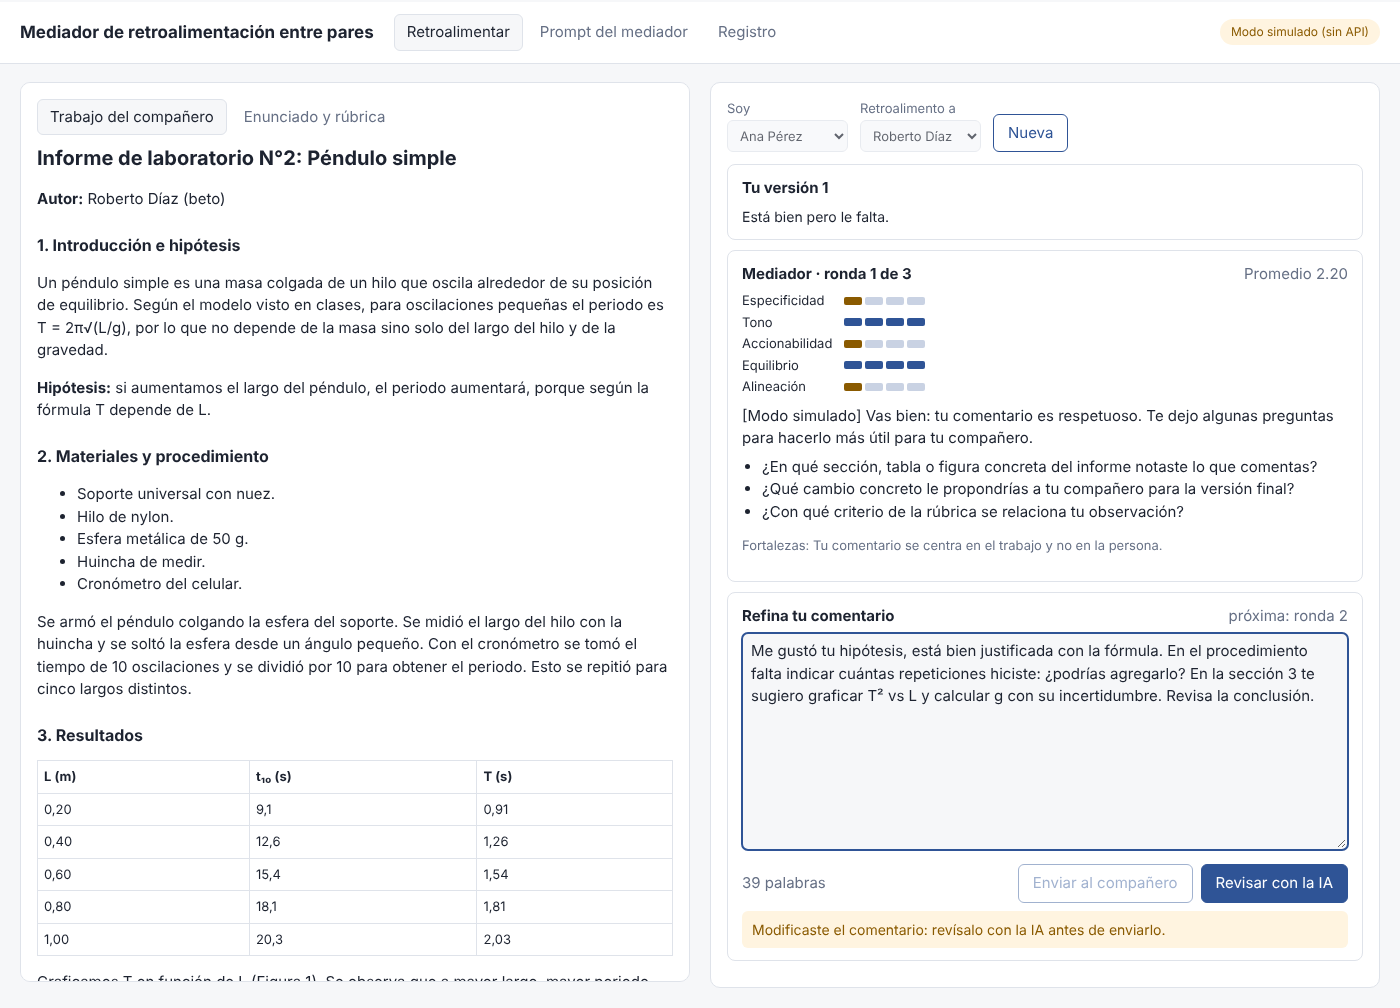 Mediador de retroalimentación entre pares
Retroalimentar
Prompt del mediador
Registro
Modo simulado (sin API)
Trabajo del compañero
Enunciado y rúbrica
Informe de laboratorio N°2: Péndulo simple
Autor: Roberto Díaz (beto)
1. Introducción e hipótesis
Un péndulo simple es una masa colgada de un hilo que oscila alrededor de su posición
de equilibrio. Según el modelo visto en clases, para oscilaciones pequeñas el periodo es
T = 2π√(L/g), por lo que no depende de la masa sino solo del largo del hilo y de la
gravedad.
Hipótesis: si aumentamos el largo del péndulo, el periodo aumentará, porque según la
fórmula T depende de L.
2. Materiales y procedimiento
• Soporte universal con nuez.
• Hilo de nylon.
• Esfera metálica de 50 g.
• Huincha de medir.
• Cronómetro del celular.
Se armó el péndulo colgando la esfera del soporte. Se midió el largo del hilo con la
huincha y se soltó la esfera desde un ángulo pequeño. Con el cronómetro se tomó el
tiempo de 10 oscilaciones y se dividió por 10 para obtener el periodo. Esto se repitió para
cinco largos distintos.
3. Resultados
L (m) t₁₀ (s) T (s)
0,20 9,1 0,91
0,40 12,6 1,26
0,60 15,4 1,54
0,80 18,1 1,81
1,00 20,3 2,03
Graficamos T en función de L (Figura 1). Se observa que a mayor largo, mayor periodo
Soy
Retroalimento a
Ana Pérez
Roberto Díaz
Nueva
Tu versión 1
Está bien pero le falta.
Mediador · ronda 1 de 3
Promedio 2.20
Especificidad
Tono
Accionabilidad
Equilibrio
Alineación
[Modo simulado] Vas bien: tu comentario es respetuoso. Te dejo algunas preguntas
para hacerlo más útil para tu compañero.
• ¿En qué sección, tabla o figura concreta del informe notaste lo que comentas?
• ¿Qué cambio concreto le propondrías a tu compañero para la versión final?
• ¿Con qué criterio de la rúbrica se relaciona tu observación?
Fortalezas: Tu comentario se centra en el trabajo y no en la persona.
Refina tu comentario
próxima: ronda 2
Me gustó tu hipótesis, está bien justificada con la fórmula. En el procedimiento
falta indicar cuántas repeticiones hiciste: ¿podrías agregarlo? En la sección 3 te
sugiero graficar T² vs L y calcular g con su incertidumbre. Revisa la conclusión.
39 palabras
Enviar al compañero
Revisar con la IA
Modificaste el comentario: revísalo con la IA antes de enviarlo.